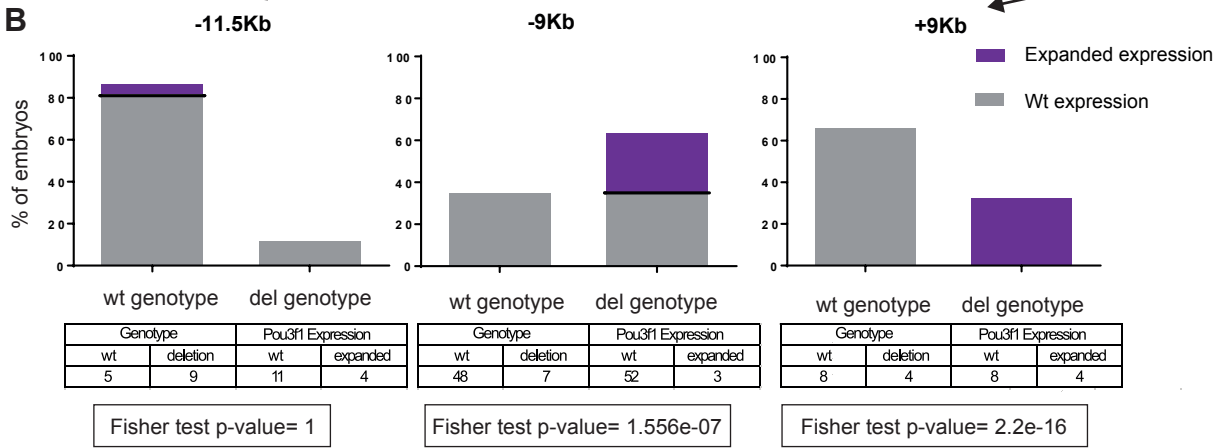 B
-11.5Kb
-9Kb
+9Kb
Expanded expression
Wt expression
% of embryos
100
80
60
40
20
0
100
80
60
40
20
0
100
80
60
40
20
0
wt genotype del genotype
wt genotype del genotype
wt genotype del genotype
Genotype Pou3f1 Expression
wt deletion wt expanded
5 9 11 4
Genotype Pou3f1 Expression
wt deletion wt expanded
48 7 52 3
Genotype Pou3f1 Expression
wt deletion wt expanded
8 4 8 4
Fisher test p-value= 1
Fisher test p-value= 1.556e-07
Fisher test p-value= 2.2e-16